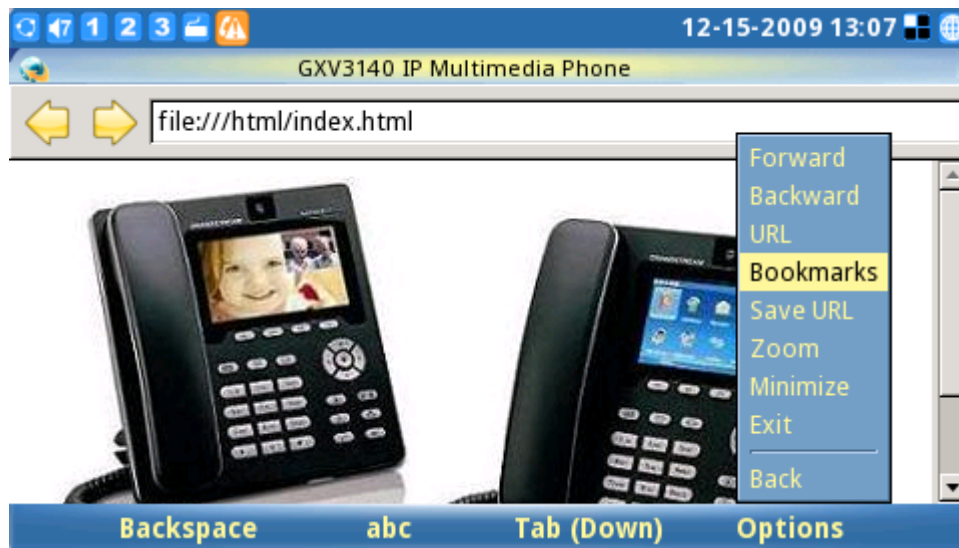 1 2 3 12-15-2009 13:07
GXV3140 IP Multimedia Phone
file:///html/index.html
Forward
Backward
URL
Bookmarks
Save URL
Zoom
Minimize
Exit
Back
Backspace abc Tab (Down) Options